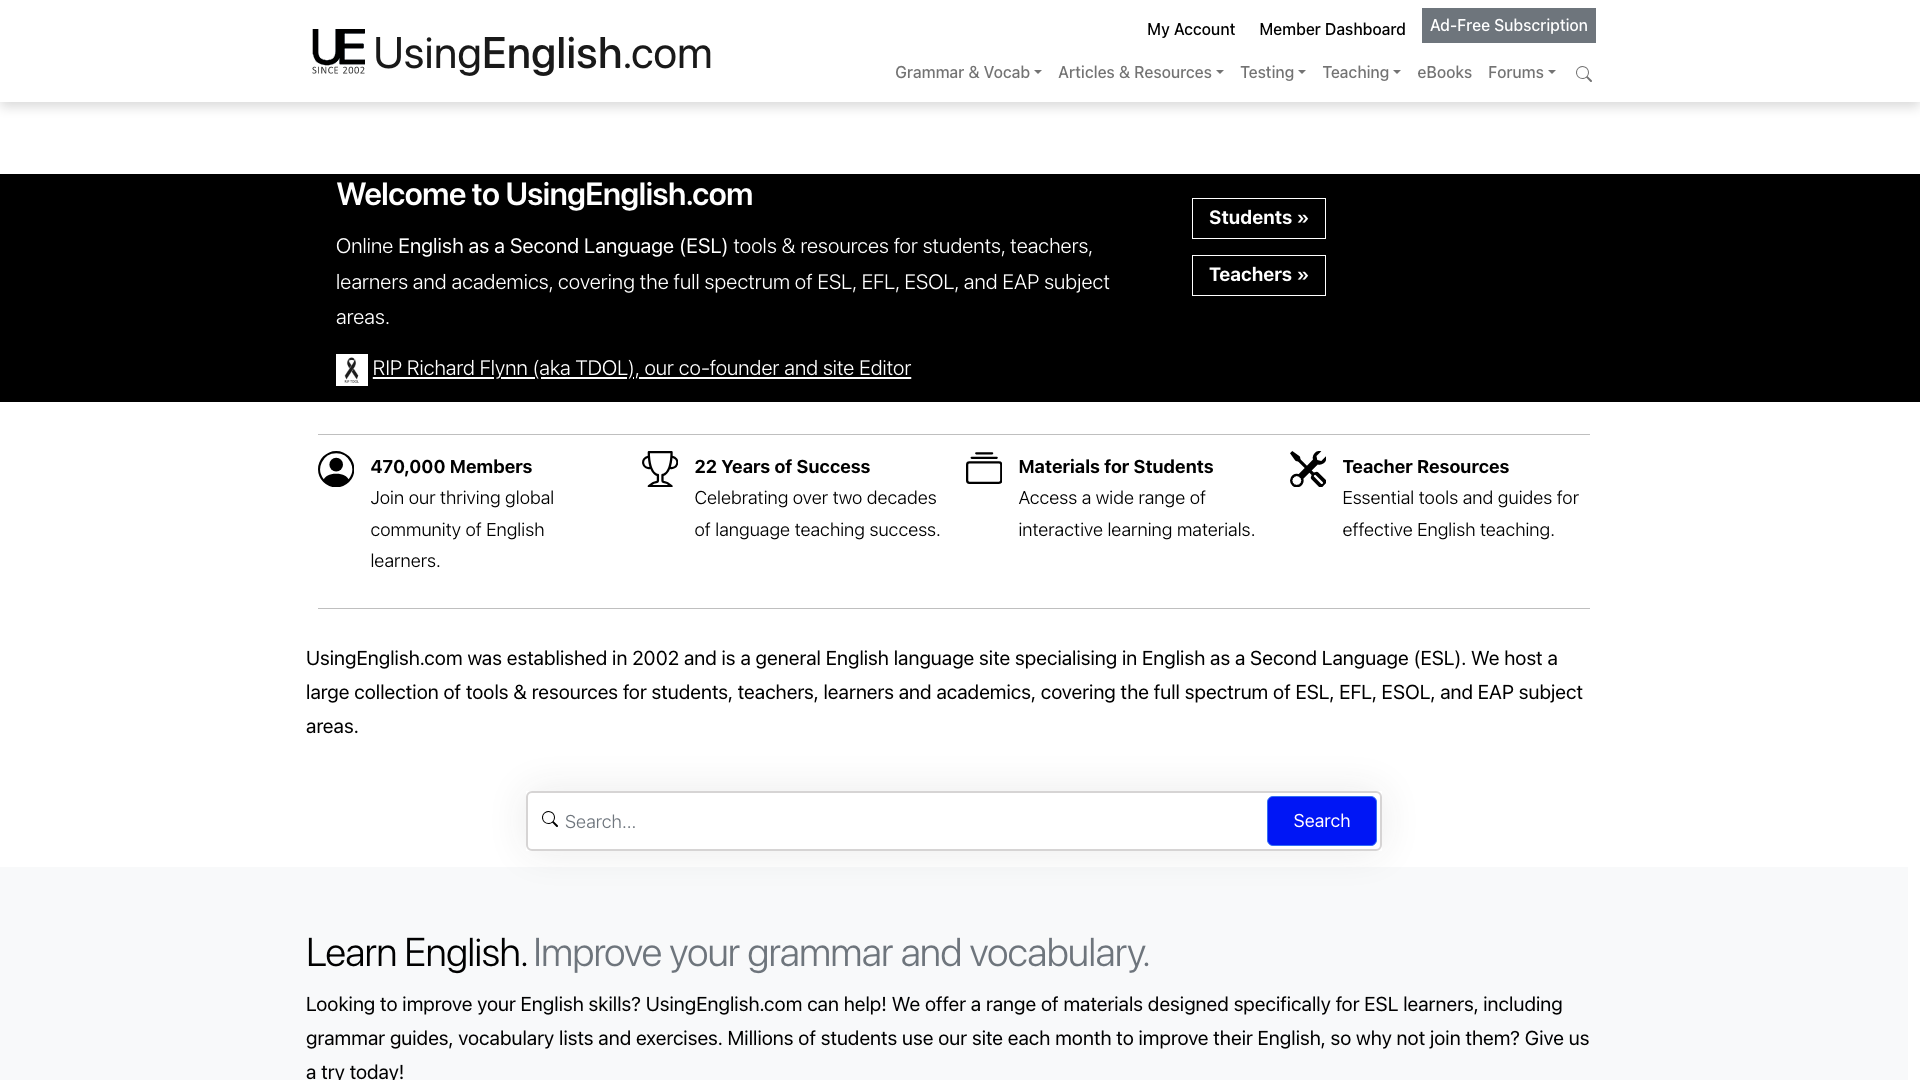 My Account
Member Dashboard
Ad-Free Subscription
UE
SINCE 2002
UsingEnglish.com
Grammar & Vocab
Articles & Resources
Testing
Teaching
eBooks
Forums
Welcome to UsingEnglish.com
Online English as a Second Language (ESL) tools & resources for students, teachers,
learners and academics, covering the full spectrum of ESL, EFL, ESOL, and EAP subject
areas.
RIP Richard Flynn (aka TDOL), our co-founder and site Editor
Students »
Teachers »
470,000 Members
Join our thriving global
community of English
learners.
22 Years of Success
Celebrating over two decades
of language teaching success.
Materials for Students
Access a wide range of
interactive learning materials.
Teacher Resources
Essential tools and guides for
effective English teaching.
UsingEnglish.com was established in 2002 and is a general English language site specialising in English as a Second Language (ESL). We host a
large collection of tools & resources for students, teachers, learners and academics, covering the full spectrum of ESL, EFL, ESOL, and EAP subject
areas.
Search...
Search
Learn English. Improve your grammar and vocabulary.
Looking to improve your English skills? UsingEnglish.com can help! We offer a range of materials designed specifically for ESL learners, including
grammar guides, vocabulary lists and exercises. Millions of students use our site each month to improve their English, so why not join them? Give us
a try today!